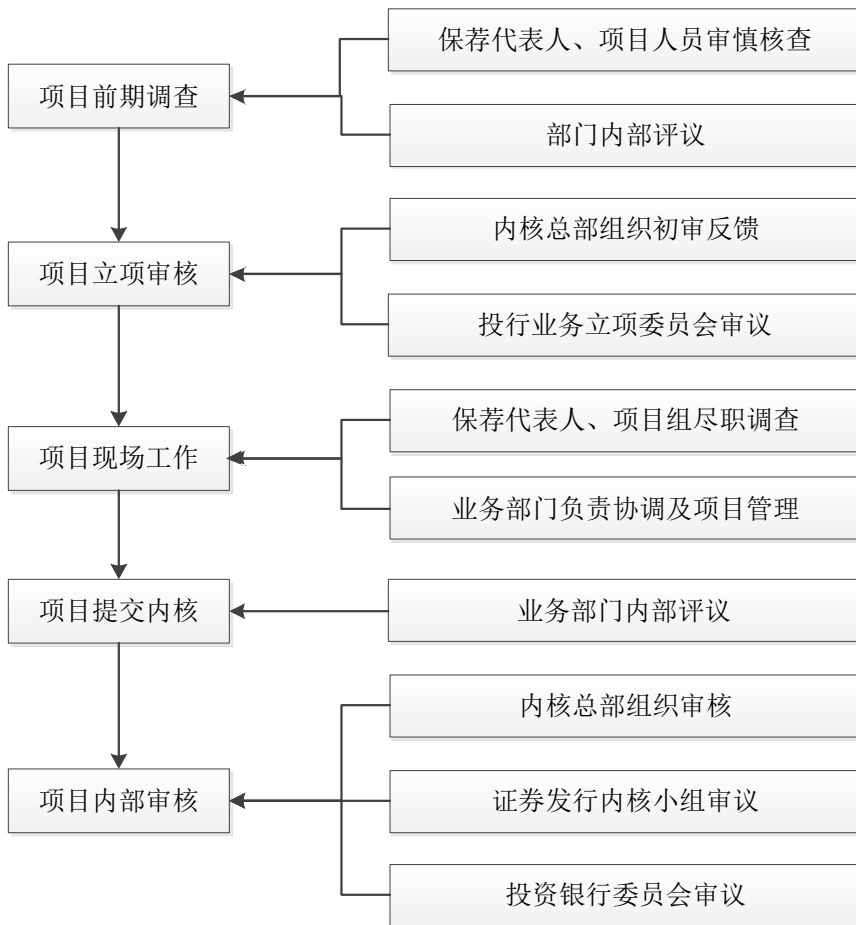 保荐代表人、项目人员审慎核查
项目前期调查
部门内部评议
内核总部组织初审反馈
项目立项审核
投行业务立项委员会审议
保荐代表人、项目组尽职调查
项目现场工作
业务部门负责协调及项目管理
项目提交内核
业务部门内部评议
内核总部组织审核
项目内部审核
证券发行内核小组审议
投资银行委员会审议